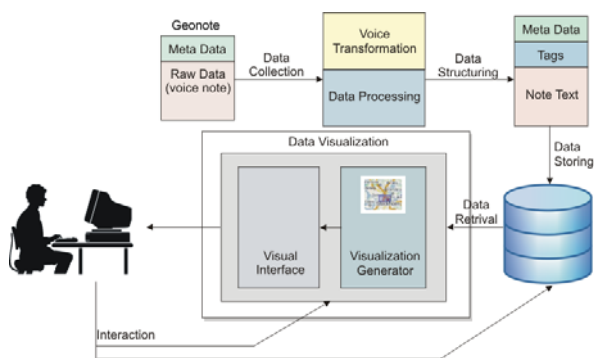 Geonote
Meta Data
Raw Data
(voice note)
Data
Collection
Voice
Transformation
Data Processing
Data
Structuring
Meta Data
Tags
Note Text
Data
Storing
Data Visualization
Data
Retrival
Visual
Interface
Visualization
Generator
Interaction